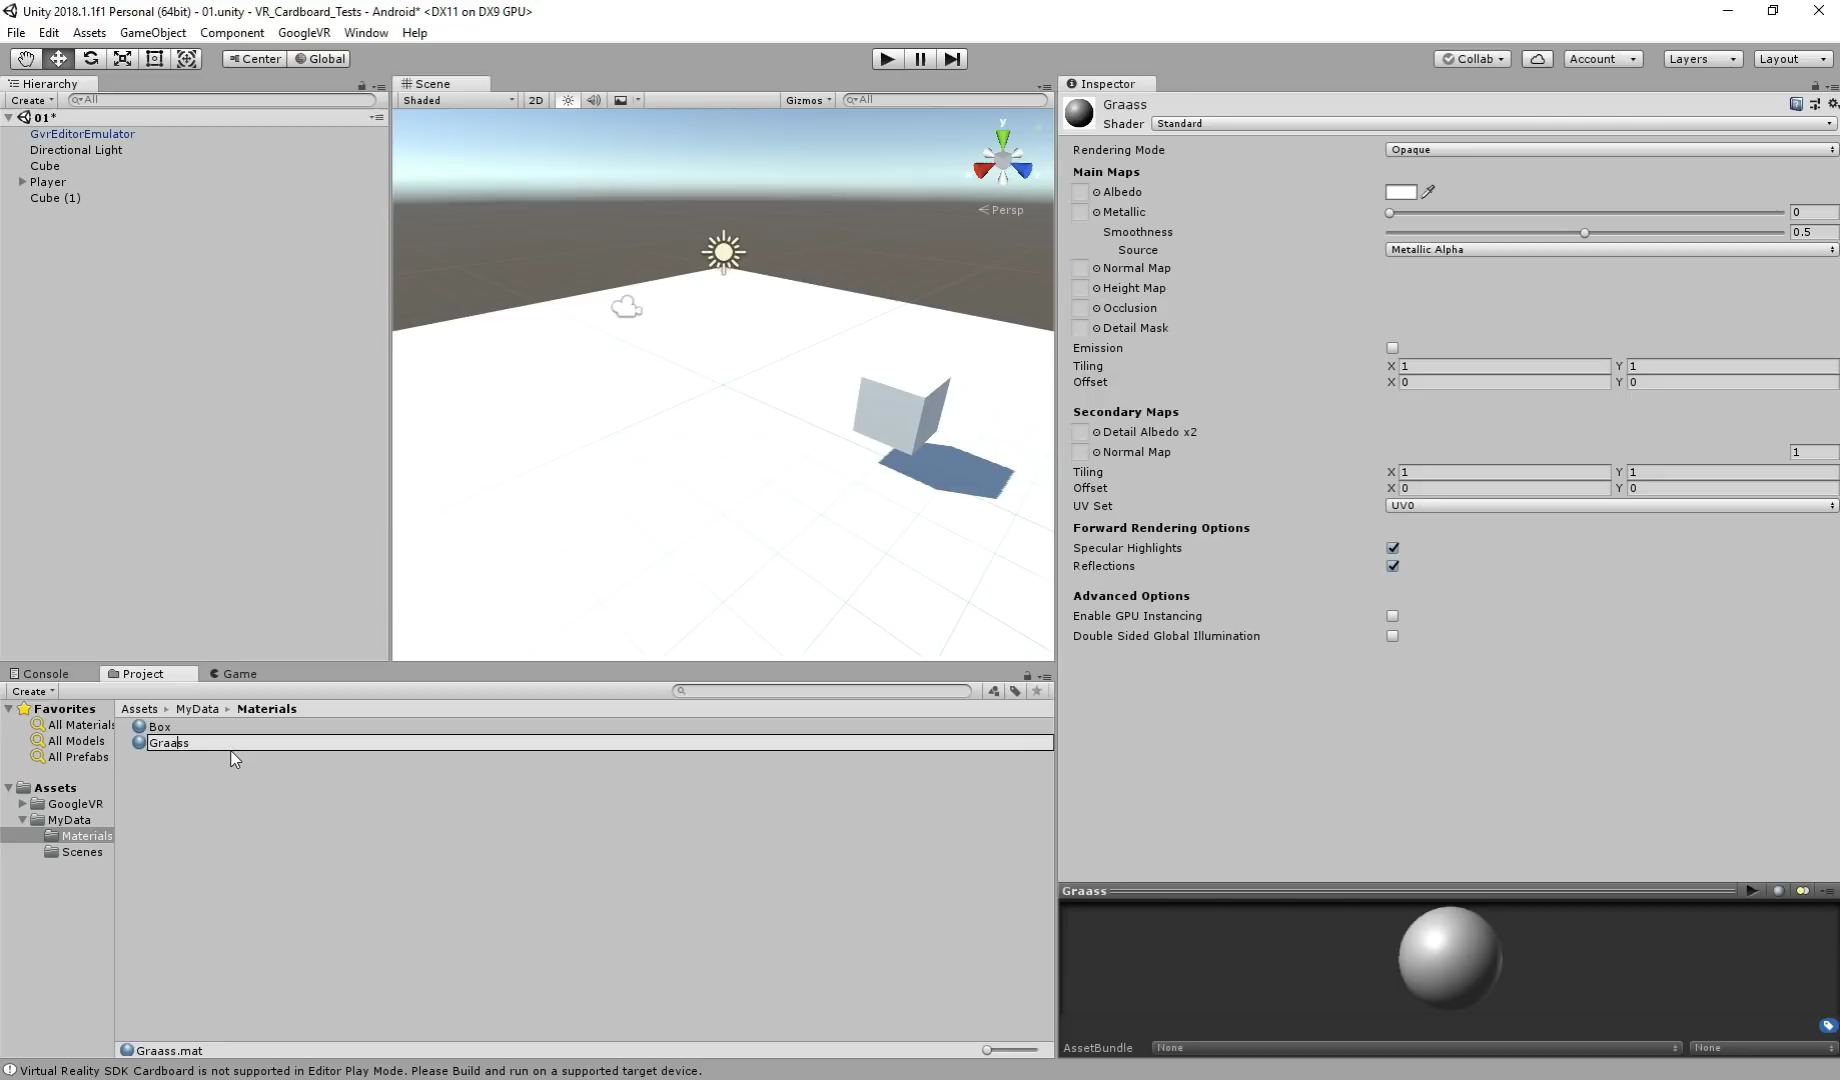 Unity 2018.1.1f1 Personal (64bit) - 01.unity - VR_Cardboard_Tests - Android* <DX11 on DX9 GPU>
File Edit Assets GameObject Component GoogleVR Window Help
Center Global Collab Account Layers Layout
Hierarchy
Create All
01*
GvrEditorEmulator
Directional Light
Cube
Player
Cube (1)
Scene
Shaded 2D Gizmos All
y
Persp
Inspector
Graass
Shader Standard
Rendering Mode Opaque
Main Maps
Albedo
Metallic 0
Smoothness 0.5
Source Metallic Alpha
Normal Map
Height Map
Occlusion
Detail Mask
Emission
Tiling X 1 Y 1
Offset X 0 Y 0
Secondary Maps
Detail Albedo x2
Normal Map 1
Tiling X 1 Y 1
Offset X 0 Y 0
UV Set UV0
Forward Rendering Options
Specular Highlights
Reflections
Advanced Options
Enable GPU Instancing
Double Sided Global Illumination
Console Project Game
Create
Favorites
All Materials
All Models
All Prefabs
Assets
GoogleVR
MyData
Materials
Scenes
Assets MyData Materials
Box
Graass
Graass.mat
Graass
AssetBundle None None
Virtual Reality SDK Cardboard is not supported in Editor Play Mode. Please Build and run on a supported target device.